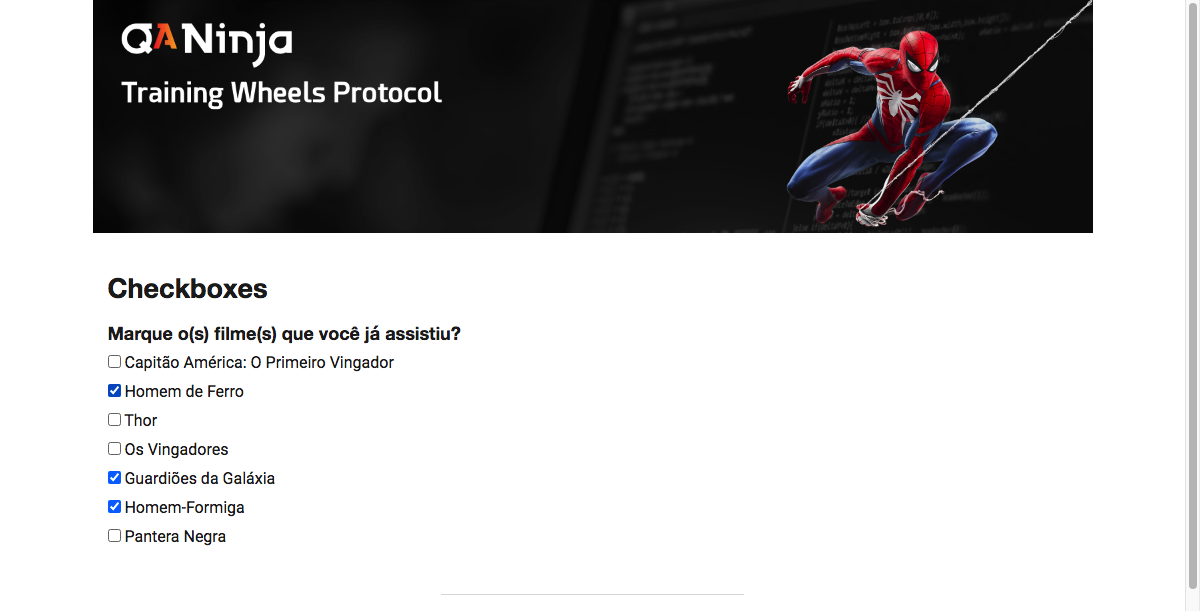 QANinja
Training Wheels Protocol
Checkboxes
Marque o(s) filme(s) que você já assistiu?
Capitão América: O Primeiro Vingador
Homem de Ferro
Thor
Os Vingadores
Guardiões da Galáxia
Homem-Formiga
Pantera Negra